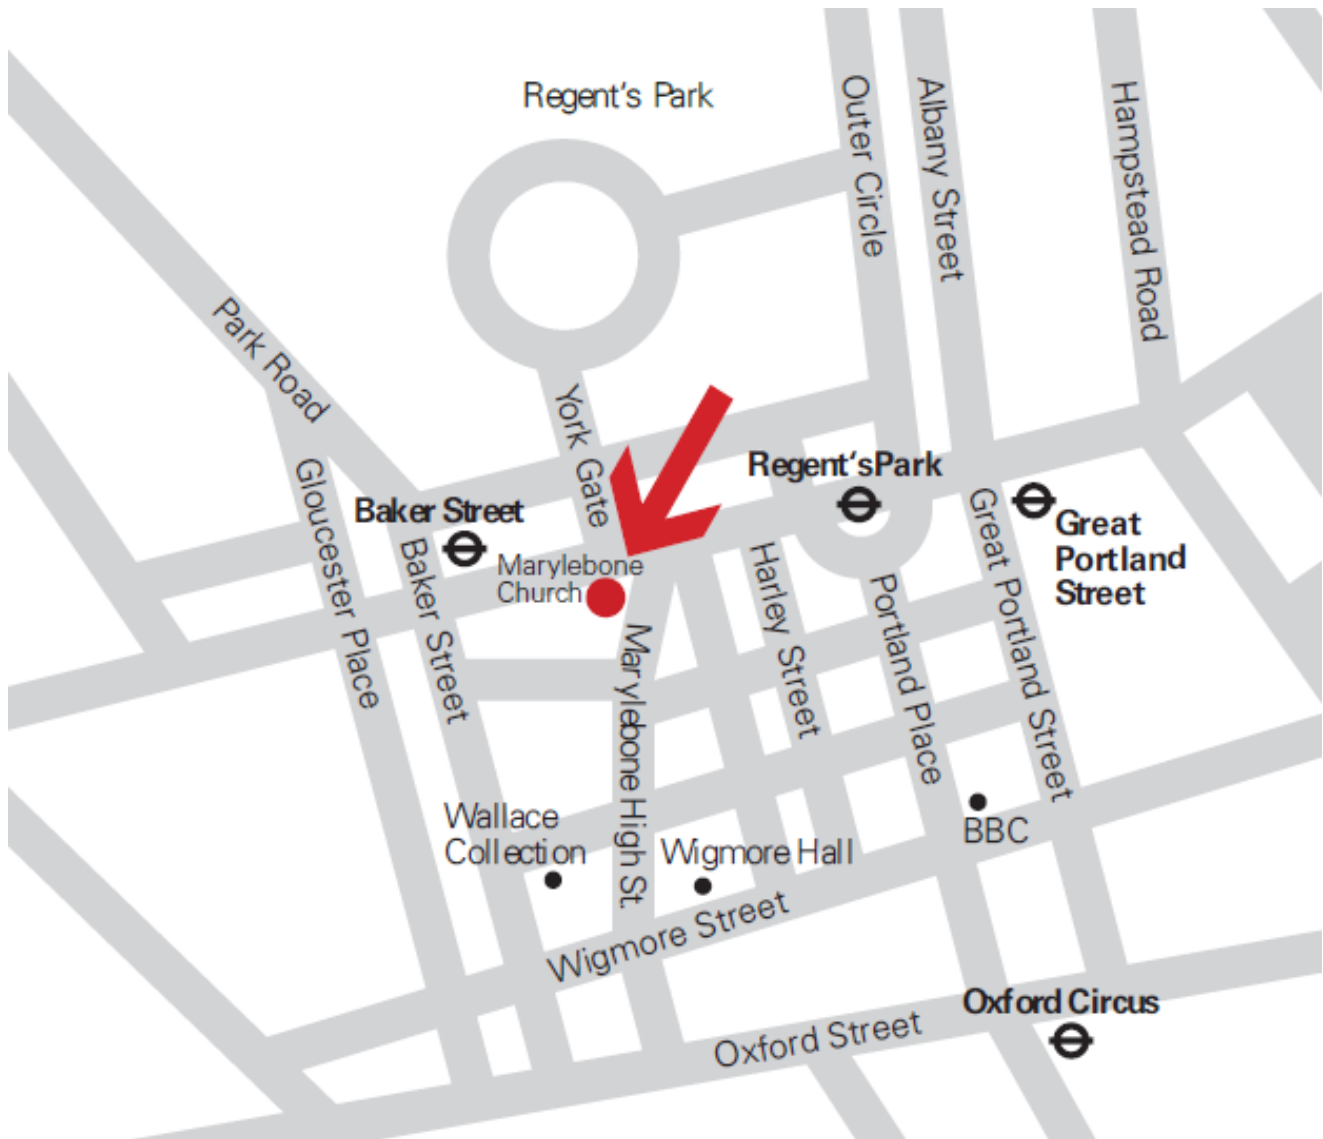 Regent's Park
Outer Circle
Albany Street
Hampstead Road
Park Road
York Gate
Regent'sPark
Gloucester Place
Baker Street
Baker Street
Marylebone
Church
Great
Portland
Street
Great Portland Street
Harley Street
Portland Place
Marylebone High St.
Wallace
Collection
Wigmore Hall
BBC
Wigmore Street
Oxford Circus
Oxford Street